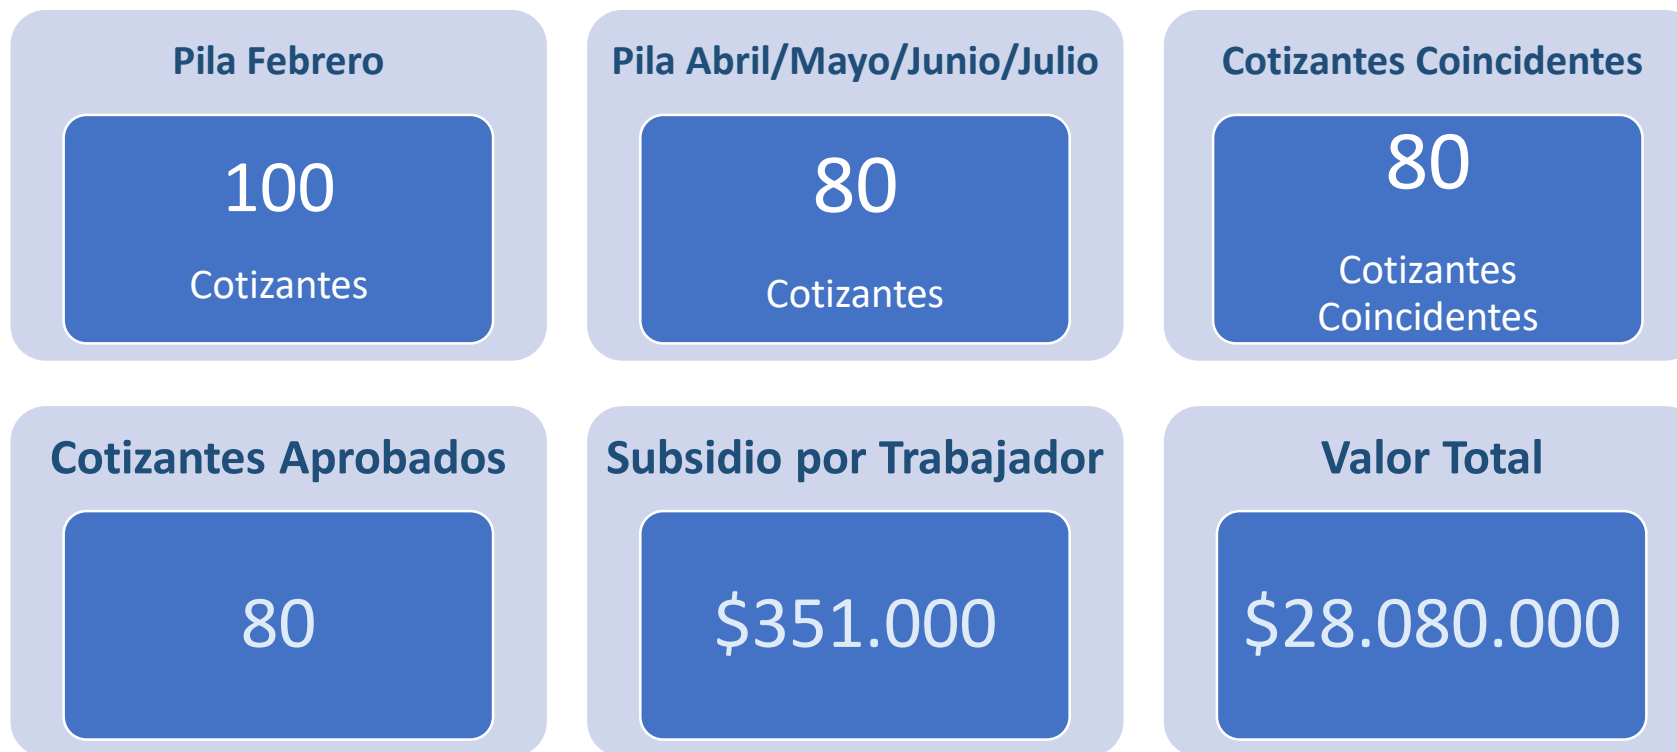 Pila Febrero
100
Cotizantes
Pila Abril/Mayo/Junio/Julio
80
Cotizantes
Cotizantes Coincidentes
80
Cotizantes
Coincidentes
Cotizantes Aprobados
80
Subsidio por Trabajador
$351.000
Valor Total
$28.080.000